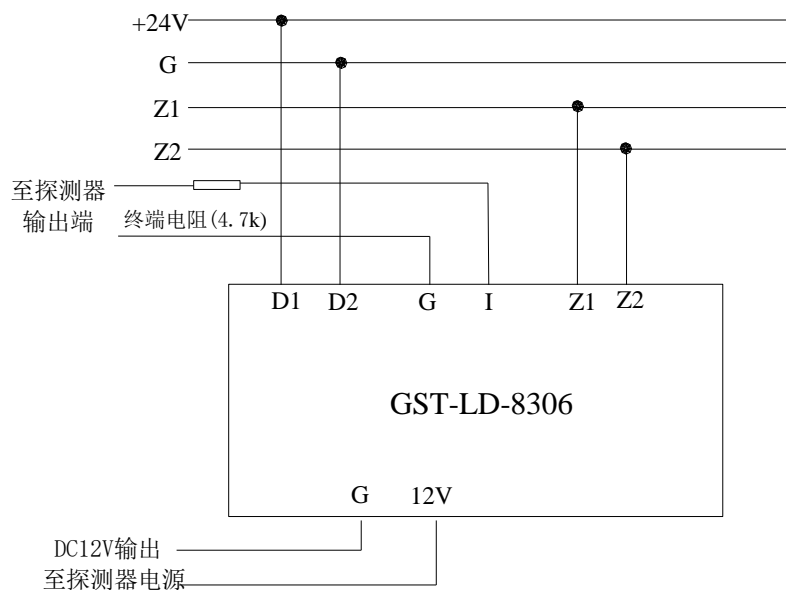 +24V
G
Z1
Z2
至探测器
输出端
终端电阻(4.7k)
D1 D2 G I Z1 Z2
GST-LD-8306
G 12V
DC12V输出
至探测器电源